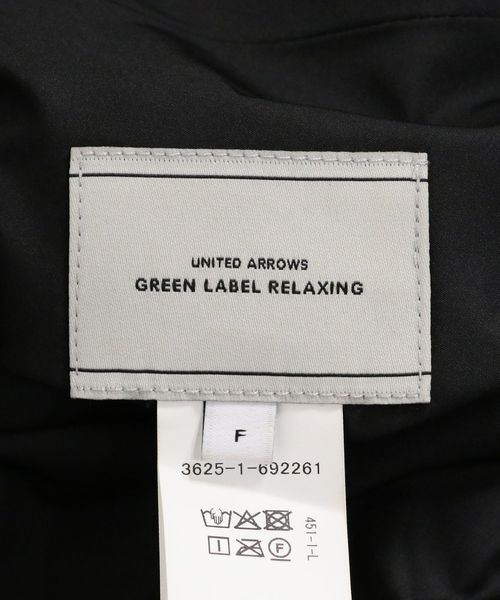 UNITED ARROWS
GREEN LABEL RELAXING
F
3625-1-692261
451-1-L
F